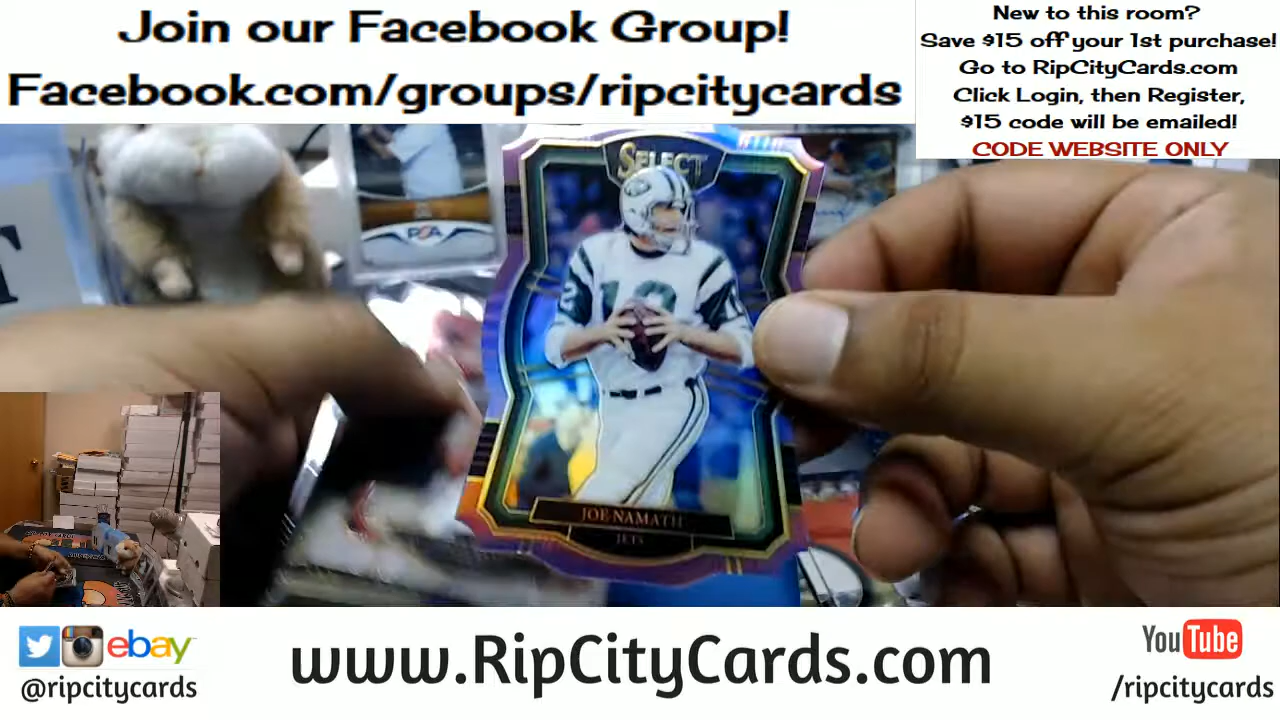 Join our Facebook Group!
Facebook.com/groups/ripcitycards
New to this room?
Save $15 off your 1st purchase!
Go to RipCityCards.com
Click Login, then Register,
$15 code will be emailed!
CODE WEBSITE ONLY
SELECT
12
JOE NAMATH
JETS
ebay
@ripcitycards
www.RipCityCards.com
YouTube
/ripcitycards